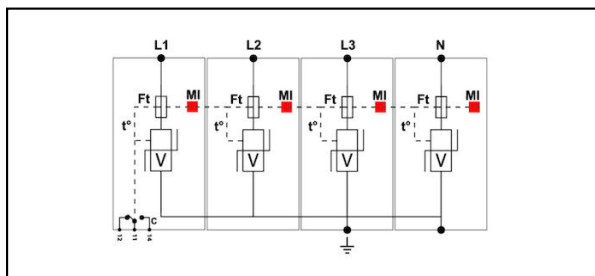 L1 L2 L3 N
Ft MI Ft MI Ft MI Ft MI
t° t° t° t°
V V V V
C
12 11 14